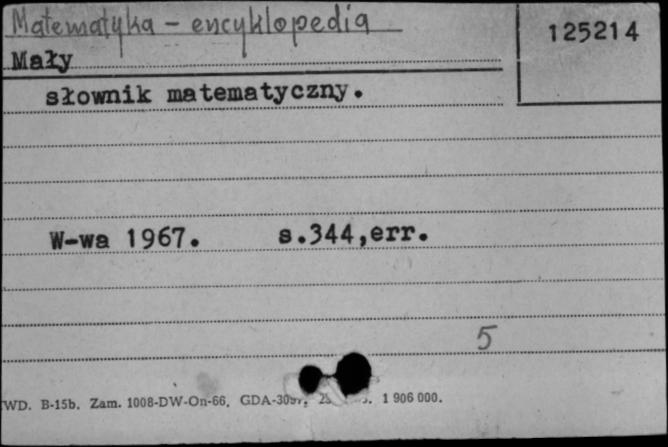 Matematyka – encyklopedia
125214
Mały
słownik matematyczny.
W-wa 1967. s.344,err.
5
WD. B-15b. Zam. 1008-DW-On-66. GDA- 1 906 000.